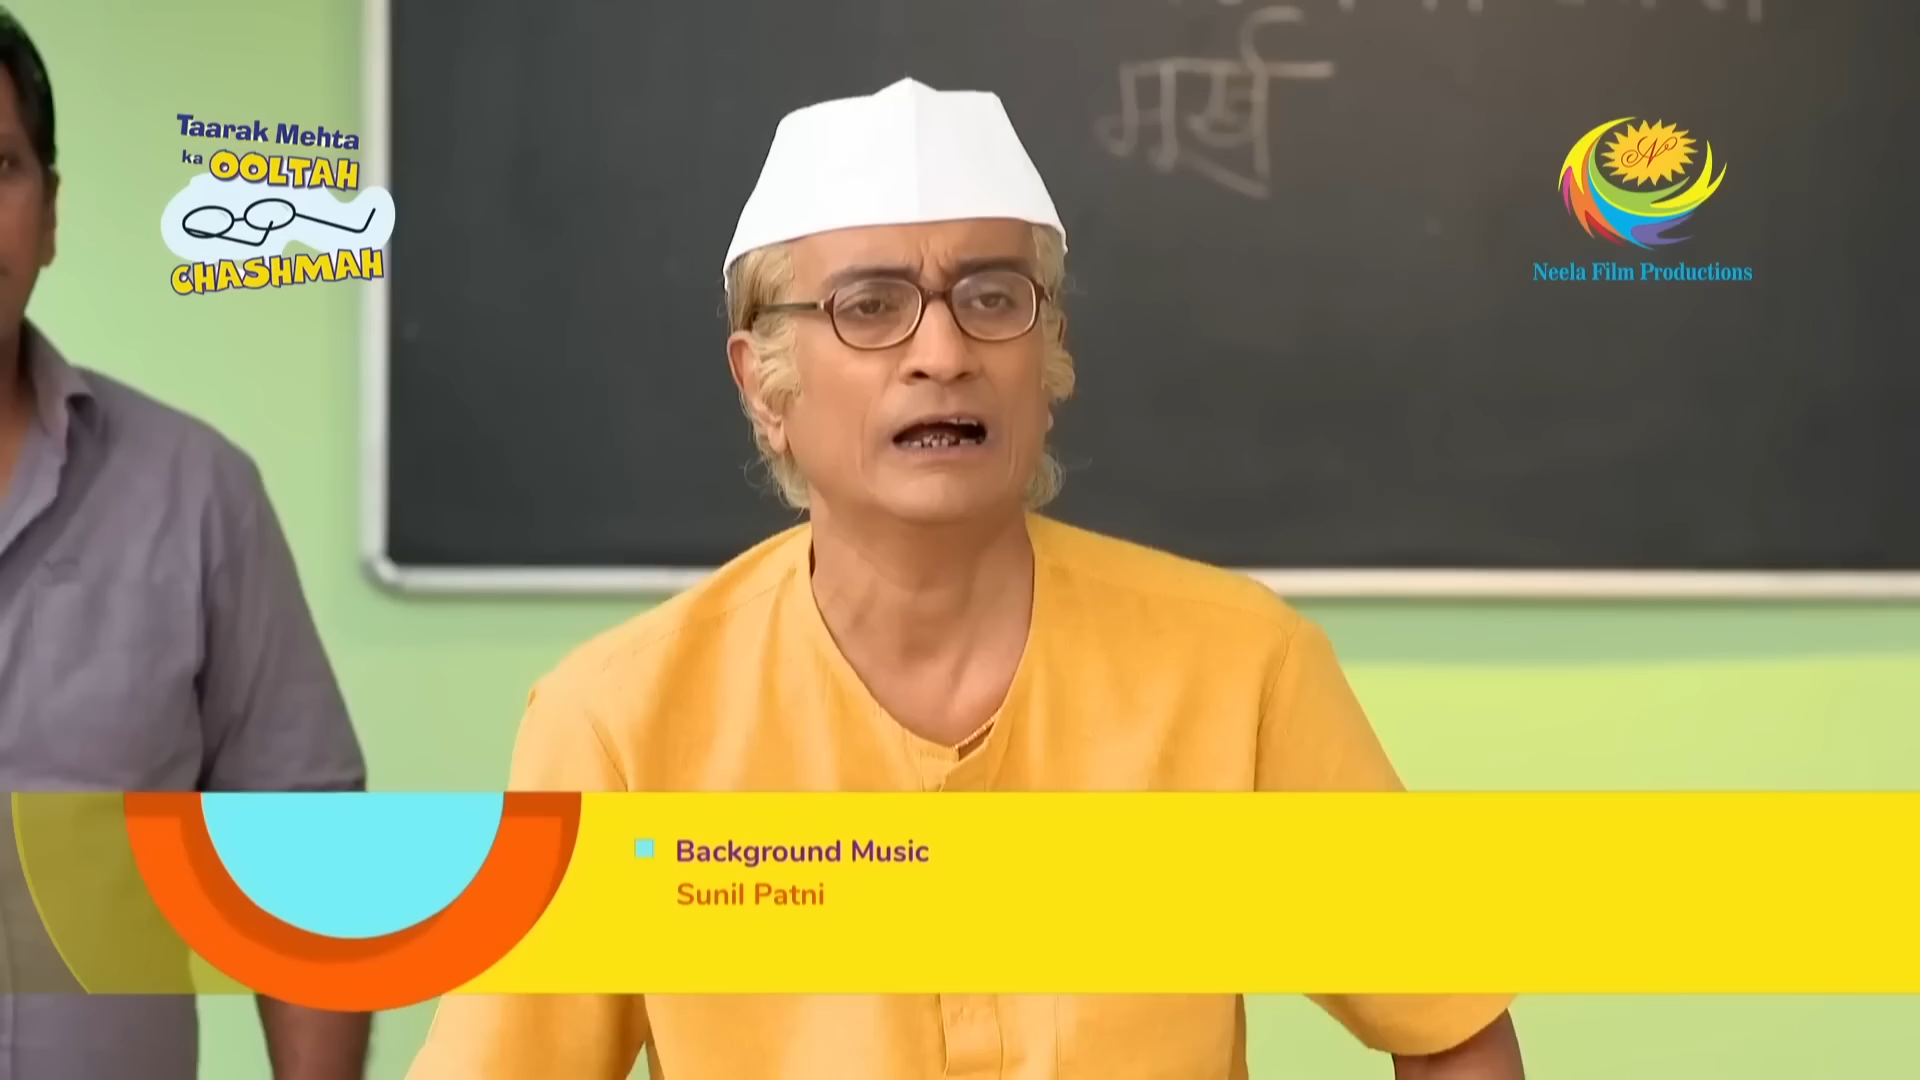 Taarak Mehta
ka OOLTAH
CHASHMAH
मूर्ख
N
Neela Film Productions
Background Music
Sunil Patni